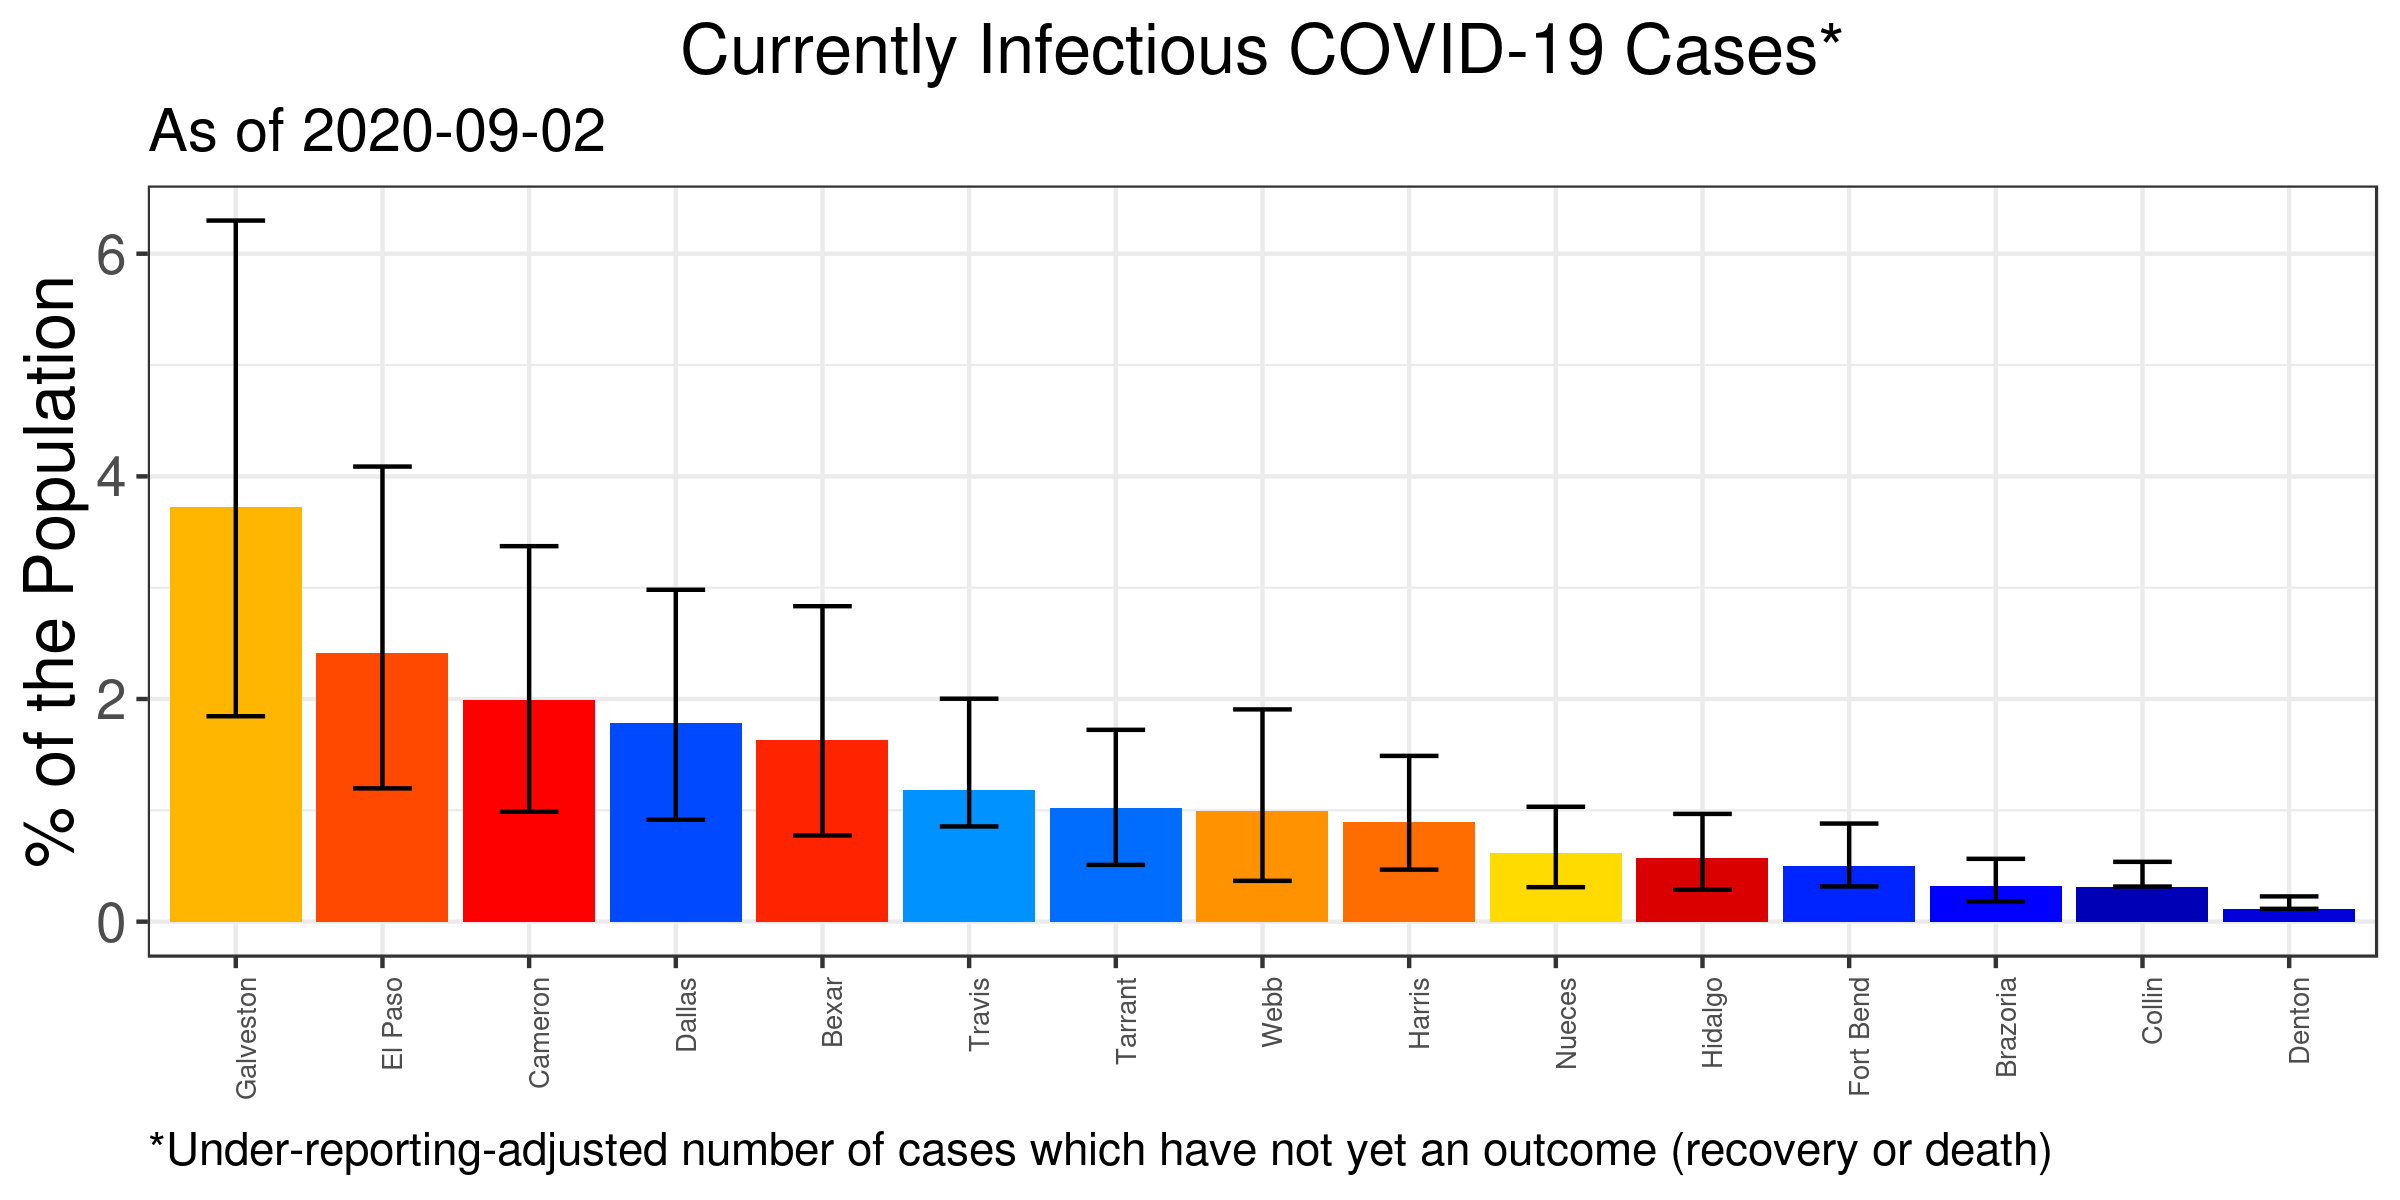 Currently Infectious COVID-19 Cases*
As of 2020-09-02
% of the Population
6
4
2
0
Galveston
El Paso
Cameron
Dallas
Bexar
Travis
Tarrant
Webb
Harris
Nueces
Hidalgo
Fort Bend
Brazoria
Collin
Denton
*Under-reporting-adjusted number of cases which have not yet an outcome (recovery or death)